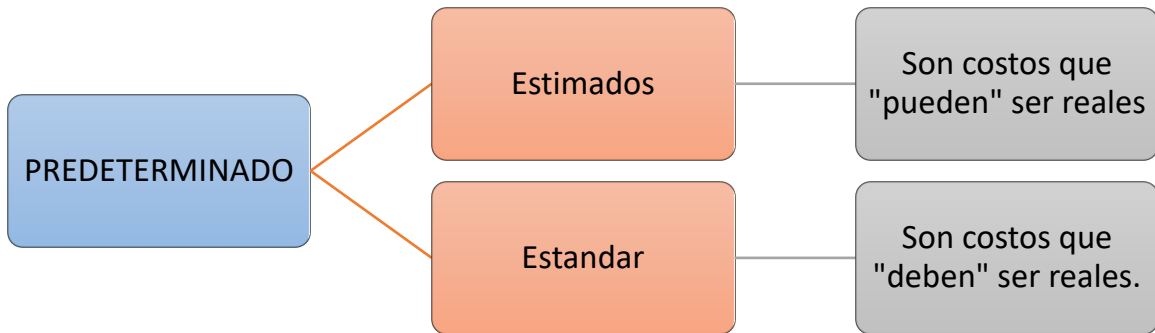 PREDETERMINADO
Estimados
Son costos que
"pueden" ser reales
Estandar
Son costos que
"deben" ser reales.